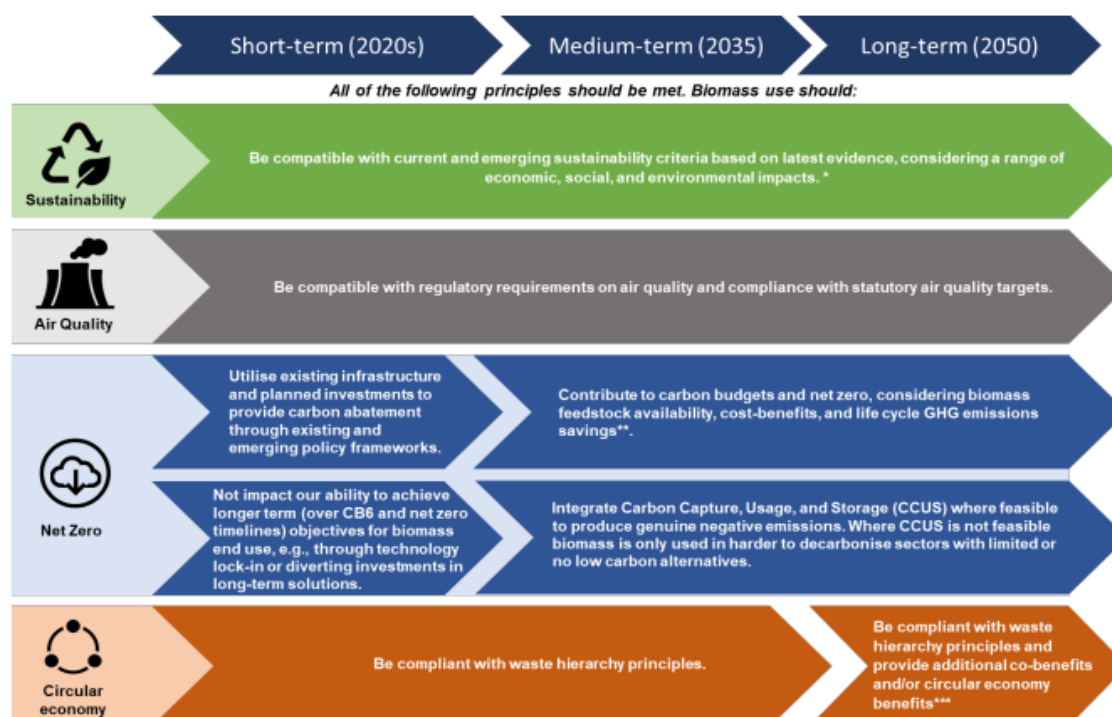 Short-term (2020s)
Medium-term (2035)
Long-term (2050)
All of the following principles should be met. Biomass use should:
Sustainability
Be compatible with current and emerging sustainability criteria based on latest evidence, considering a range of
economic, social, and environmental impacts. *
Air Quality
Be compatible with regulatory requirements on air quality and compliance with statutory air quality targets.
Net Zero
Utilise existing infrastructure
and planned investments to
provide carbon abatement
through existing and
emerging policy frameworks.
Contribute to carbon budgets and net zero, considering biomass
feedstock availability, cost-benefits, and life cycle GHG emissions
savings**.
Not impact our ability to achieve
longer term (over CB6 and net zero
timelines) objectives for biomass
end use, e.g., through technology
lock-in or diverting investments in
long-term solutions.
Integrate Carbon Capture, Usage, and Storage (CCUS) where feasible
to produce genuine negative emissions. Where CCUS is not feasible
biomass is only used in harder to decarbonise sectors with limited or
no low carbon alternatives.
Circular
economy
Be compliant with waste hierarchy principles.
Be compliant with waste
hierarchy principles and
provide additional co-benefits
and/or circular economy
benefits***